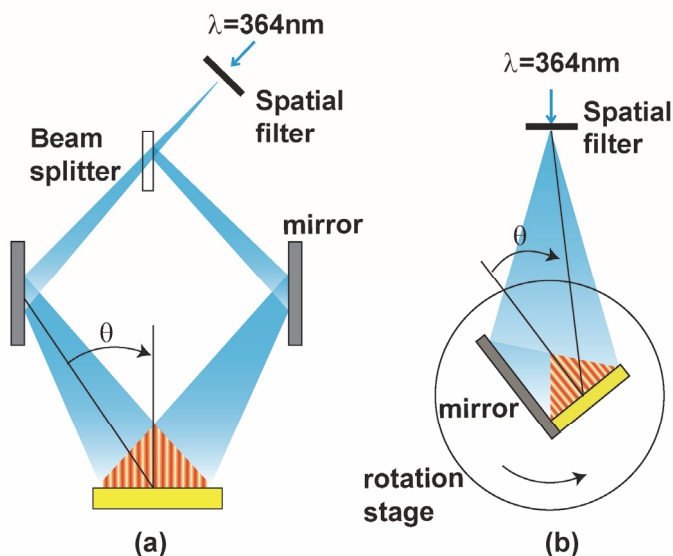 λ=364nm
Spatial
filter
Beam
splitter
mirror
θ
(a)
λ=364nm
Spatial
filter
θ
mirror
rotation
stage
(b)